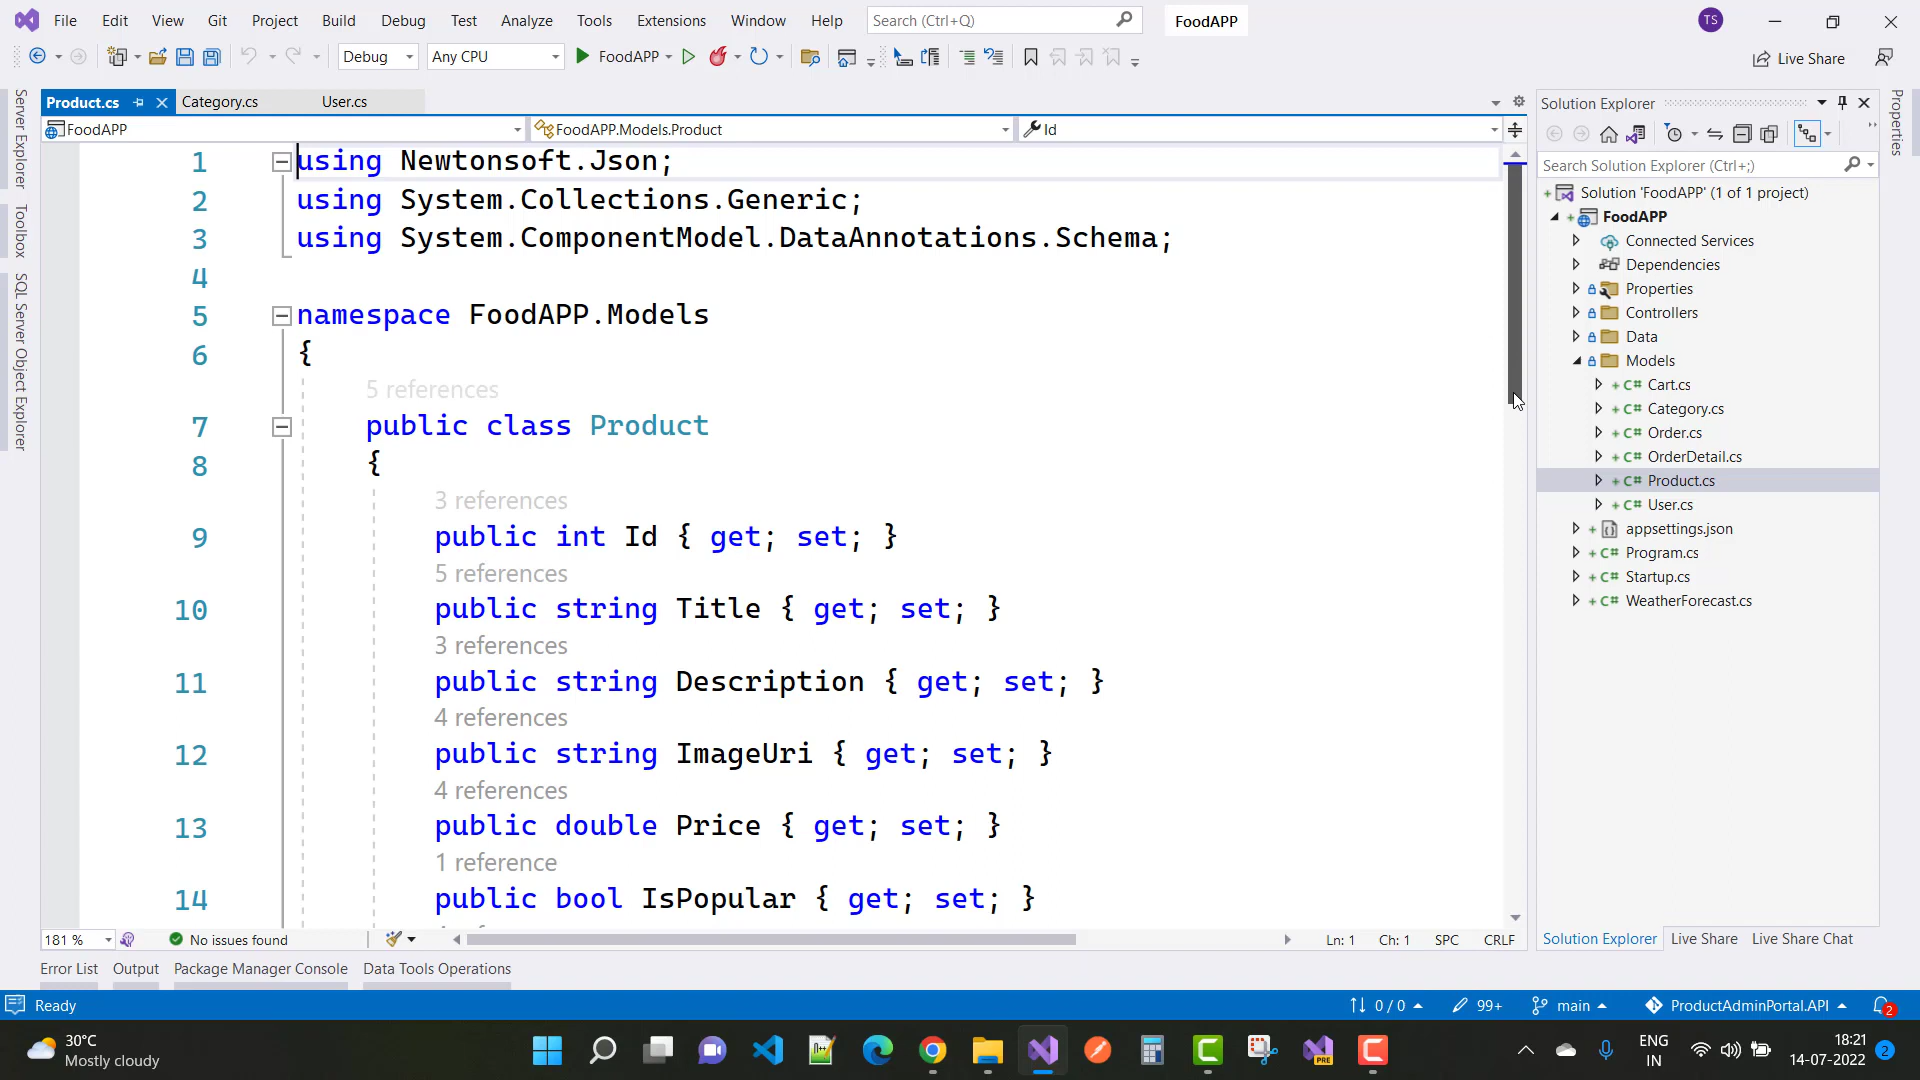 File Edit View Git Project Build Debug Test Analyze Tools Extensions Window Help Search (Ctrl+Q) FoodAPP TS
Debug Any CPU FoodAPP Live Share
Server Explorer
Toolbox
SQL Server Object Explorer
Product.cs Category.cs User.cs
FoodAPP FoodAPP.Models.Product Id
1 using Newtonsoft.Json;
2 using System.Collections.Generic;
3 using System.ComponentModel.DataAnnotations.Schema;
4
5 namespace FoodAPP.Models
6 {
5 references
7 public class Product
8 {
3 references
9 public int Id { get; set; }
5 references
10 public string Title { get; set; }
3 references
11 public string Description { get; set; }
4 references
12 public string ImageUri { get; set; }
4 references
13 public double Price { get; set; }
1 reference
14 public bool IsPopular { get; set; }
181 % No issues found Ln: 1 Ch: 1 SPC CRLF
Solution Explorer
Search Solution Explorer (Ctrl+;)
Solution 'FoodAPP' (1 of 1 project)
FoodAPP
Connected Services
Dependencies
Properties
Controllers
Data
Models
C# Cart.cs
C# Category.cs
C# Order.cs
C# OrderDetail.cs
C# Product.cs
C# User.cs
appsettings.json
C# Program.cs
C# Startup.cs
C# WeatherForecast.cs
Solution Explorer Live Share Live Share Chat
Properties
Error List Output Package Manager Console Data Tools Operations
Ready 0 / 0 99+ main ProductAdminPortal.API 2
30°C
Mostly cloudy
PRE
ENG
IN
18:21
14-07-2022
2